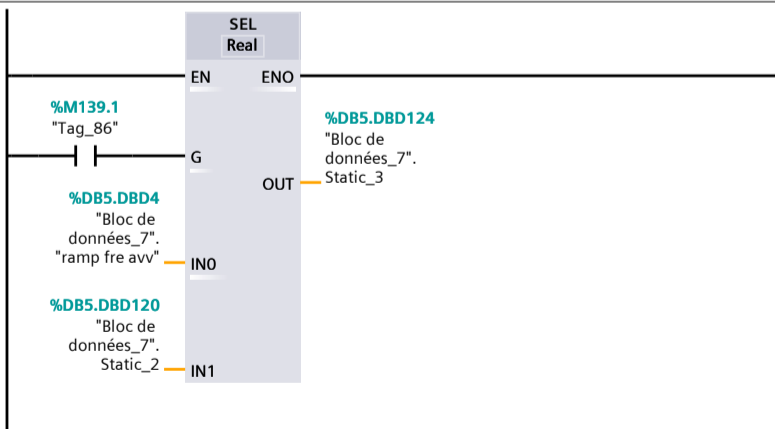 SEL
Real
EN
ENO
%M139.1
"Tag_86"
G
%DB5.DBD124
"Bloc de
données_7".
Static_3
OUT
%DB5.DBD4
"Bloc de
données_7".
"ramp fre avv"
IN0
%DB5.DBD120
"Bloc de
données_7".
Static_2
IN1